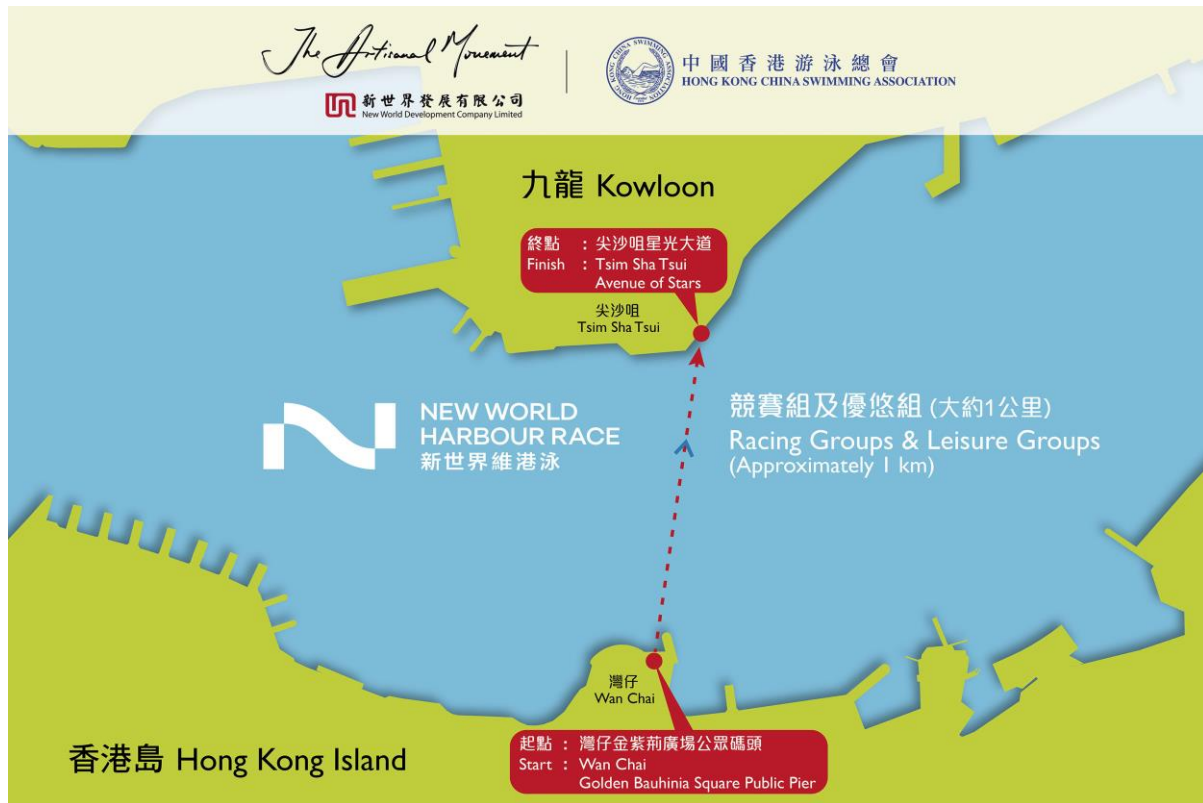 The Artisanal Movement
新世界發展有限公司
New World Development Company Limited
中國香港游泳總會
HONG KONG CHINA SWIMMING ASSOCIATION
HONG KONG CHINA SWIMMING ASSOCIATION
九龍 Kowloon
終點 : 尖沙咀星光大道
Finish : Tsim Sha Tsui
Avenue of Stars
尖沙咀
Tsim Sha Tsui
NEW WORLD
HARBOUR RACE
新世界維港泳
競賽組及優悠組 (大約1公里)
Racing Groups & Leisure Groups
(Approximately 1 km)
灣仔
Wan Chai
起點 : 灣仔金紫荊廣場公眾碼頭
Start : Wan Chai
Golden Bauhinia Square Public Pier
香港島 Hong Kong Island